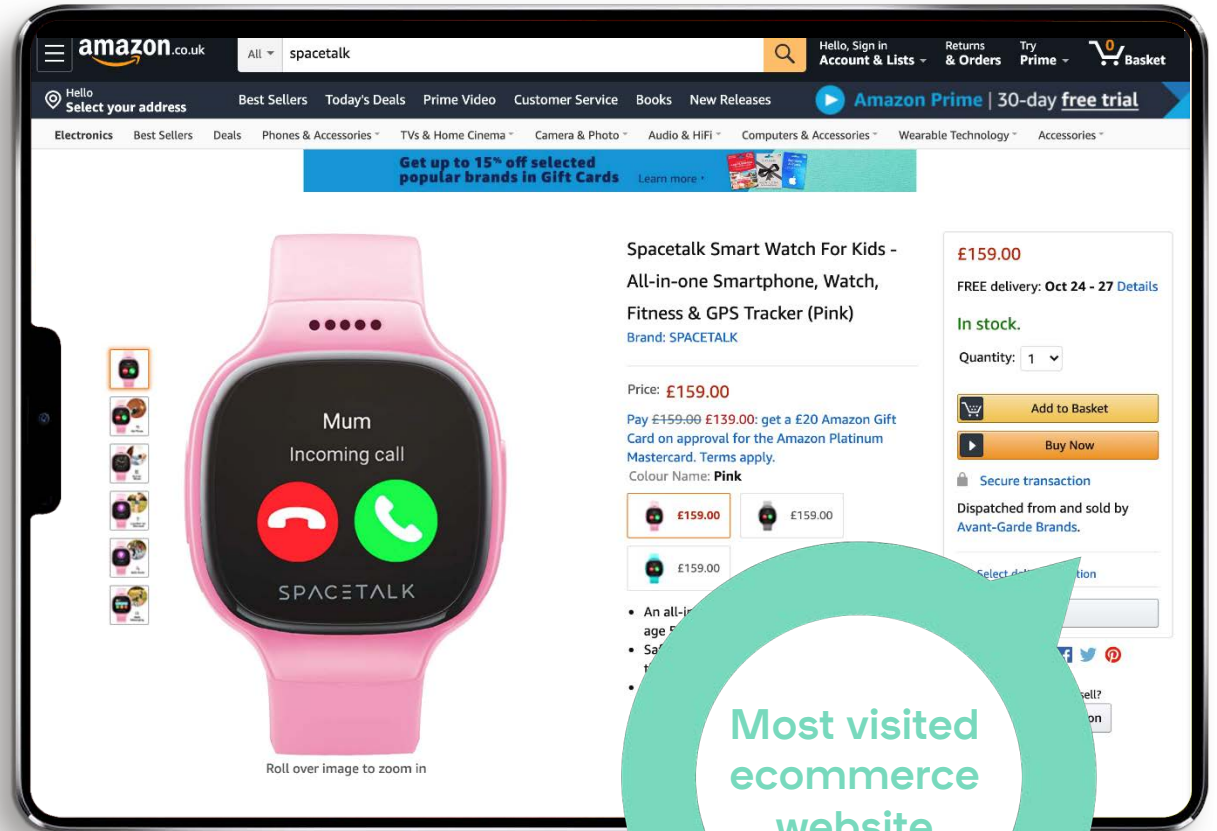 amazon.co.uk
All
spacetalk
Hello, Sign in
Account & Lists
Returns
& Orders
Try
Prime
0
Basket
Hello
Select your address
Best Sellers Today's Deals Prime Video Customer Service Books New Releases
Amazon Prime | 30-day free trial
Electronics Best Sellers Deals Phones & Accessories TVs & Home Cinema Camera & Photo Audio & HiFi Computers & Accessories Wearable Technology Accessories
Get up to 15% off selected
popular brands in Gift Cards
Learn more
Mum
Incoming call
SPACETALK
Roll over image to zoom in
Spacetalk Smart Watch For Kids -
All-in-one Smartphone, Watch,
Fitness & GPS Tracker (Pink)
Brand: SPACETALK
Price: £159.00
Pay £159.00 £139.00: get a £20 Amazon Gift
Card on approval for the Amazon Platinum
Mastercard. Terms apply.
Colour Name: Pink
£159.00
£159.00
£159.00
An
age
£159.00
FREE delivery: Oct 24 - 27 Details
In stock.
Quantity: 1
Add to Basket
Buy Now
Secure transaction
Dispatched from and sold by
Avant-Garde Brands.
Select
sell?
Most visited
ecommerce
website